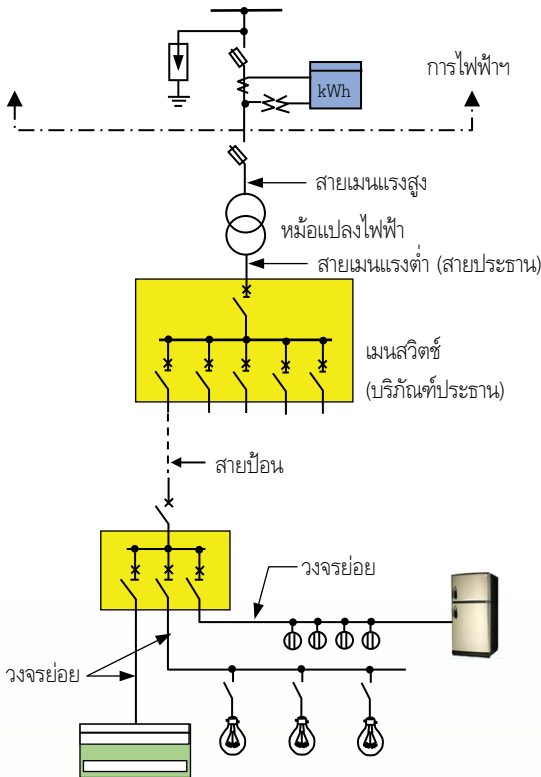 การไฟฟ้าฯ
kWh
สายเมนแรงสูง
หม้อแปลงไฟฟ้า
สายเมนแรงต่ำ (สายประธาน)
เมนสวิตช์
(บริภัณฑ์ประธาน)
สายป้อน
วงจรย่อย
วงจรย่อย